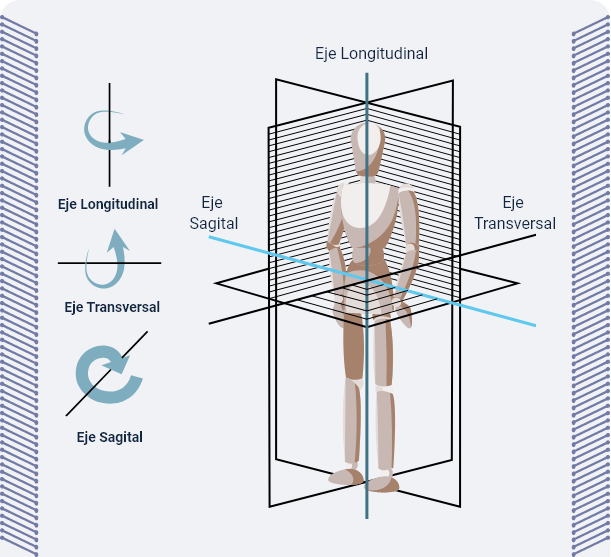 Eje Longitudinal
Eje
Sagital
Eje
Transversal
Eje Longitudinal
Eje Transversal
Eje Sagital